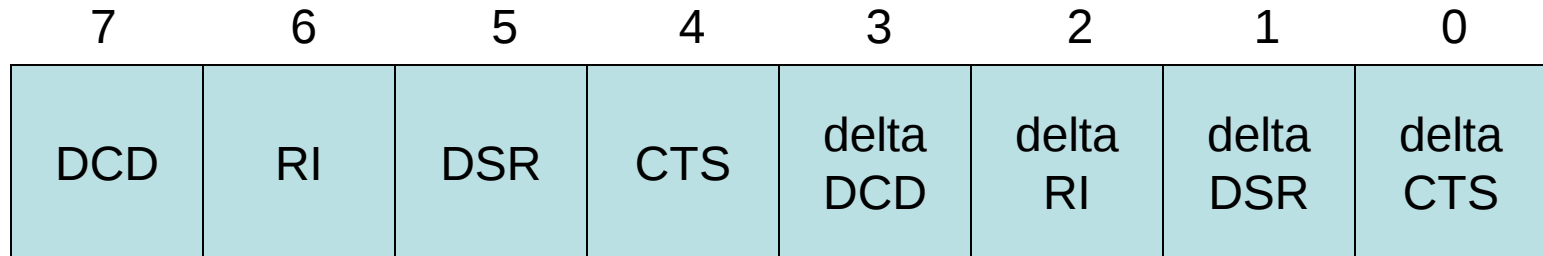 7 6 5 4 3 2 1 0
DCD RI DSR CTS delta DCD delta RI delta DSR delta CTS